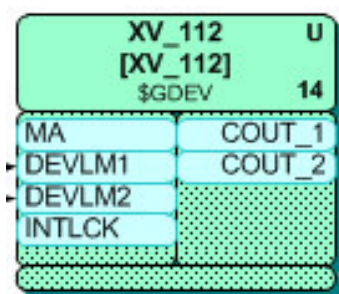 XV_112 U
[XV_112]
$GDEV 14
MA COUT_1
DEVLM1 COUT_2
DEVLM2
INTLCK